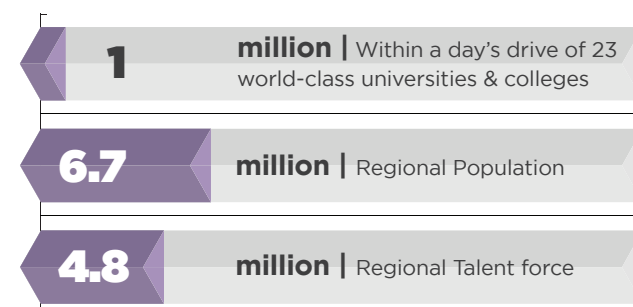 1 million | Within a day's drive of 23
world-class universities & colleges
6.7 million | Regional Population
4.8 million | Regional Talent force